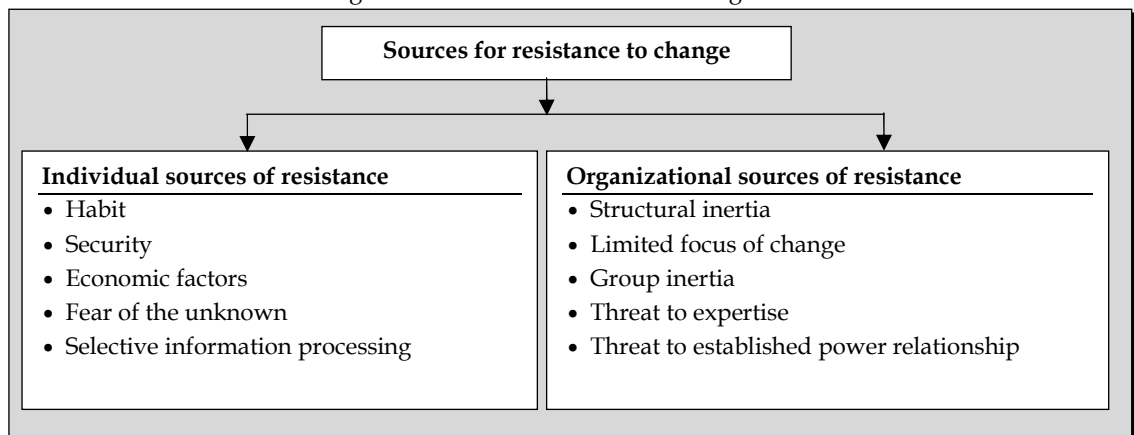 Sources for resistance to change
Individual sources of resistance
• Habit
• Security
• Economic factors
• Fear of the unknown
• Selective information processing
Organizational sources of resistance
• Structural inertia
• Limited focus of change
• Group inertia
• Threat to expertise
• Threat to established power relationship